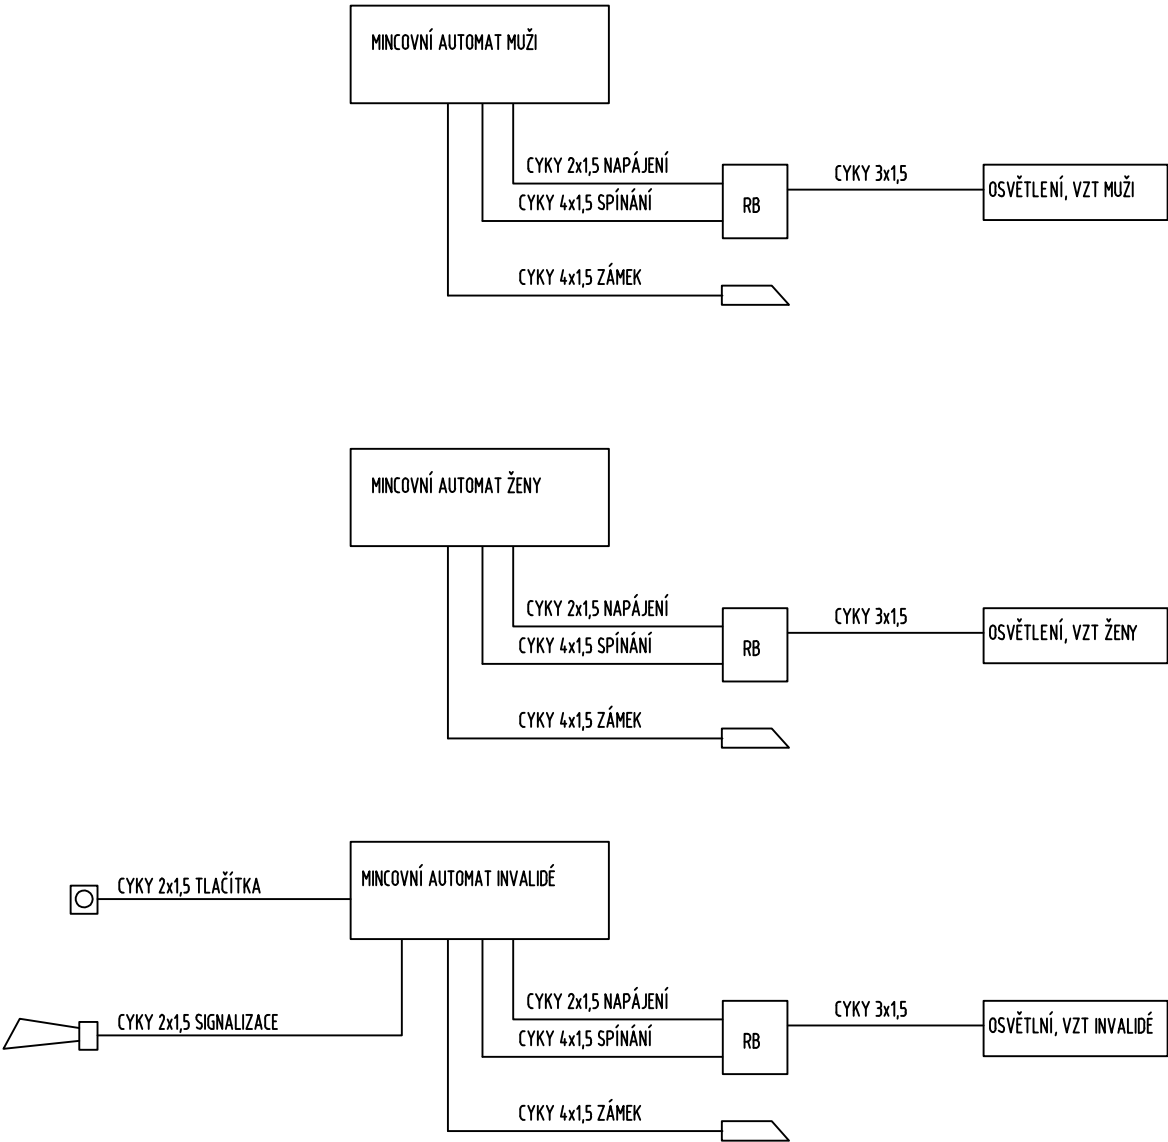 MINCOVNÍ AUTOMAT MUŽI
CYKY 2x1,5 NAPÁJENÍ
CYKY 3x1,5
CYKY 4x1,5 SPÍNÁNÍ
RB
OSVĚTLENÍ, VZT MUŽI
CYKY 4x1,5 ZÁMEK
MINCOVNÍ AUTOMAT ŽENY
CYKY 2x1,5 NAPÁJENÍ
CYKY 3x1,5
CYKY 4x1,5 SPÍNÁNÍ
RB
OSVĚTLENÍ, VZT ŽENY
CYKY 4x1,5 ZÁMEK
MINCOVNÍ AUTOMAT INVALIDÉ
CYKY 2x1,5 TLAČÍTKA
CYKY 2x1,5 SIGNALIZACE
CYKY 2x1,5 NAPÁJENÍ
CYKY 3x1,5
CYKY 4x1,5 SPÍNÁNÍ
RB
OSVĚTLNÍ, VZT INVALIDÉ
CYKY 4x1,5 ZÁMEK